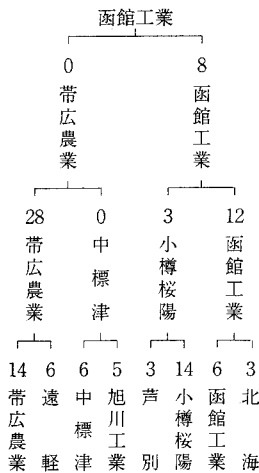 函館工業
0 8
帯広農業 函館工業
28 0 3 12
帯広農業 中標津 小樽桜陽 函館工業
14 6 6 5 3 14 6 3
帯広農業 遠軽 中標津 旭川工業 芦別 小樽桜陽 函館工業 北海